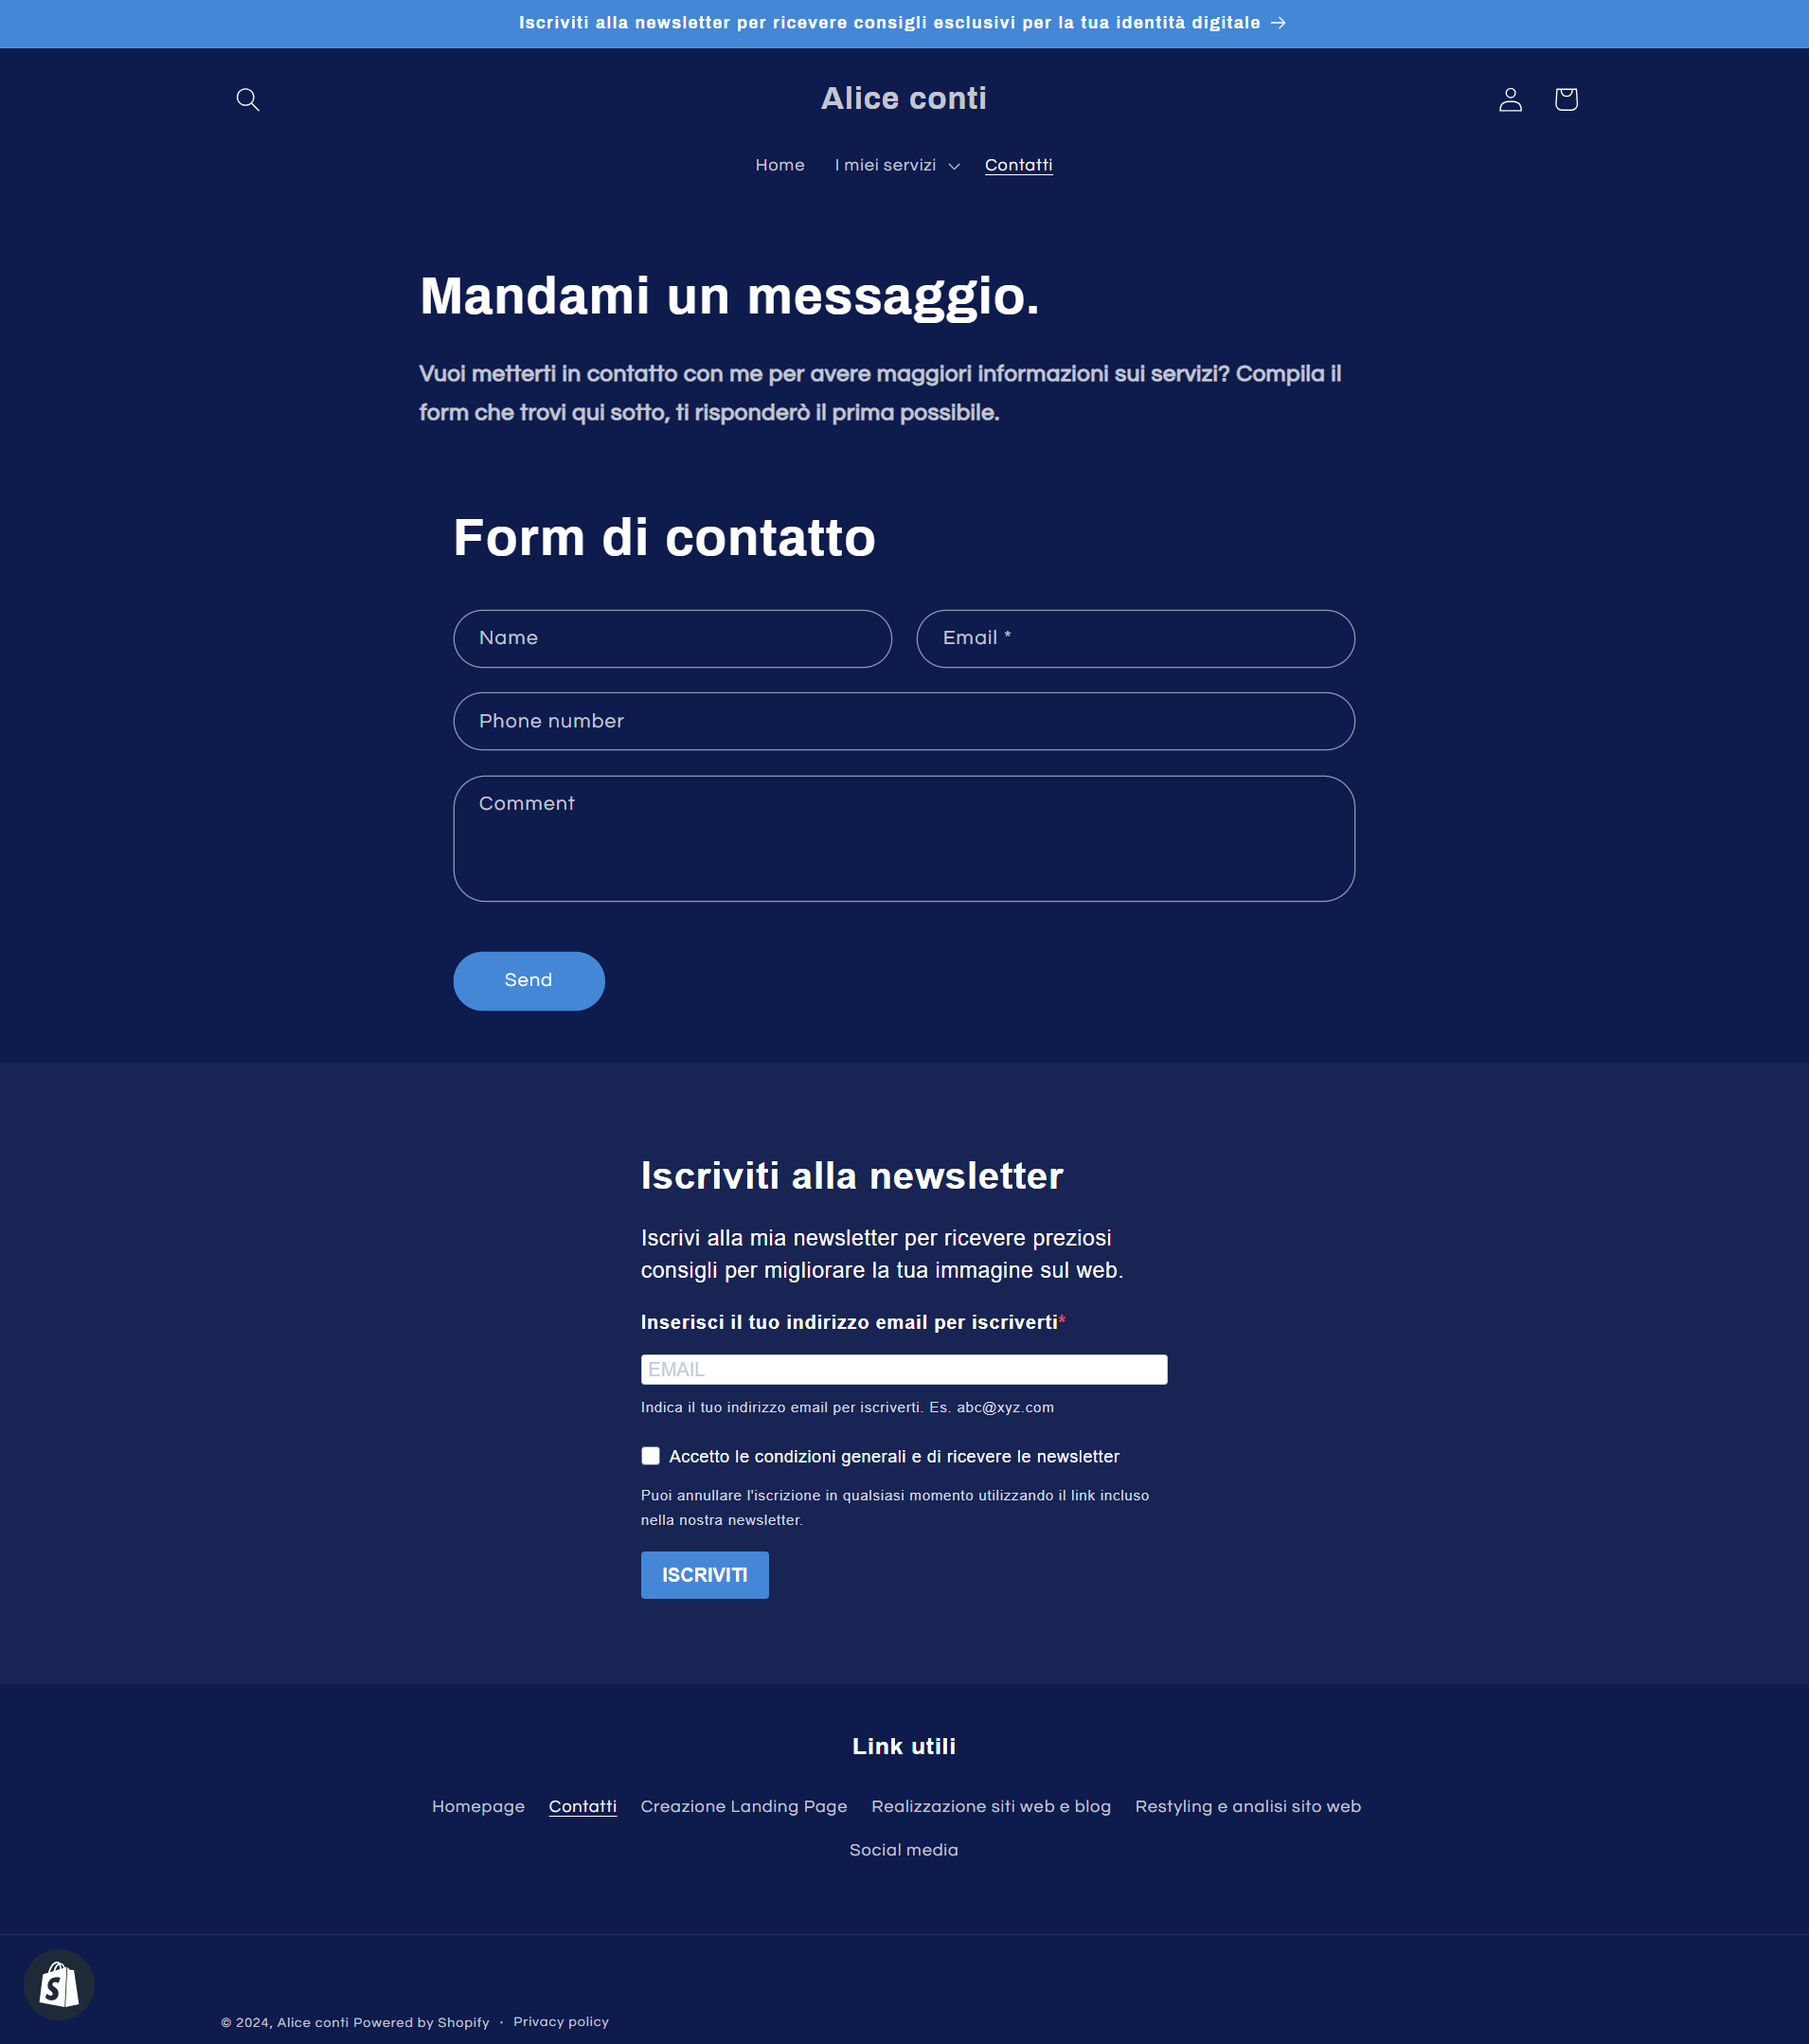 Iscriviti alla newsletter per ricevere consigli esclusivi per la tua identità digitale →
Alice conti
Home I miei servizi Contatti
Mandami un messaggio.
Vuoi metterti in contatto con me per avere maggiori informazioni sui servizi? Compila il
form che trovi qui sotto, ti risponderò il prima possibile.
Form di contatto
Name Email *
Phone number
Comment
Send
Iscriviti alla newsletter
Iscrivi alla mia newsletter per ricevere preziosi
consigli per migliorare la tua immagine sul web.
Inserisci il tuo indirizzo email per iscriverti*
EMAIL
Indica il tuo indirizzo email per iscriverti. Es. abc@xyz.com
Accetto le condizioni generali e di ricevere le newsletter
Puoi annullare l'iscrizione in qualsiasi momento utilizzando il link incluso
nella nostra newsletter.
ISCRIVITI
Link utili
Homepage Contatti Creazione Landing Page Realizzazione siti web e blog Restyling e analisi sito web
Social media
S
© 2024, Alice conti Powered by Shopify · Privacy policy